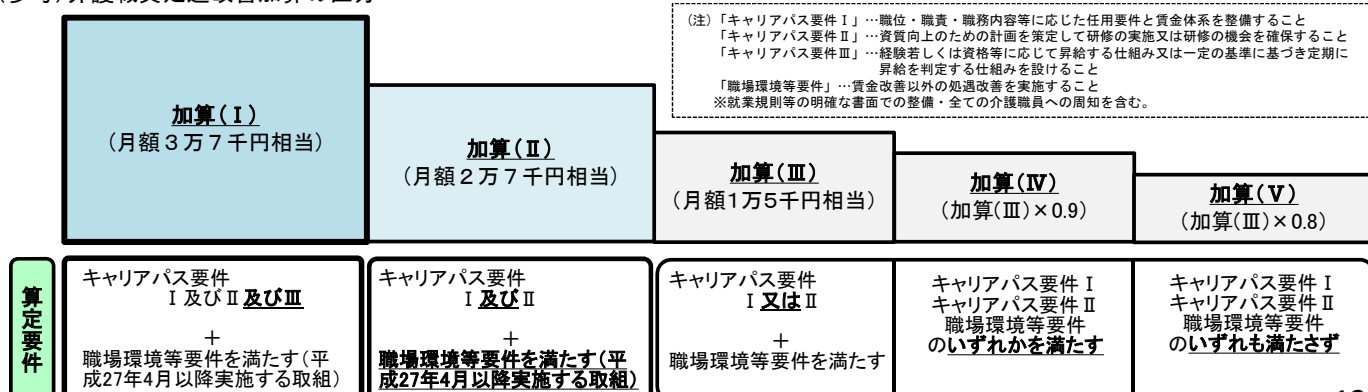 (注)「キャリアパス要件Ⅰ」…職位・職責・職務内容等に応じた任用要件と賃金体系を整備すること
「キャリアパス要件Ⅱ」…資質向上のための計画を策定して研修の実施又は研修の機会を確保すること
「キャリアパス要件Ⅲ」…経験若しくは資格等に応じて昇給する仕組み又は一定の基準に基づき定期に
昇給を判定する仕組みを設けること
「職場環境等要件」…賃金改善以外の処遇改善を実施すること
※就業規則等の明確な書面での整備・全ての介護職員への周知を含む。
加算(Ⅰ)
(月額3万7千円相当)
加算(Ⅱ)
(月額2万7千円相当)
加算(Ⅲ)
(月額1万5千円相当)
加算(Ⅳ)
(加算(Ⅲ)×0.9)
加算(Ⅴ)
(加算(Ⅲ)×0.8)
算定要件
キャリアパス要件
Ⅰ及びⅡ及びⅢ
+
職場環境等要件を満たす(平
成27年4月以降実施する取組)
キャリアパス要件
Ⅰ及びⅡ
+
職場環境等要件を満たす(平
成27年4月以降実施する取組)
キャリアパス要件
Ⅰ又はⅡ
+
職場環境等要件を満たす
キャリアパス要件Ⅰ
キャリアパス要件Ⅱ
職場環境等要件
のいずれかを満たす
キャリアパス要件Ⅰ
キャリアパス要件Ⅱ
職場環境等要件
のいずれも満たさず